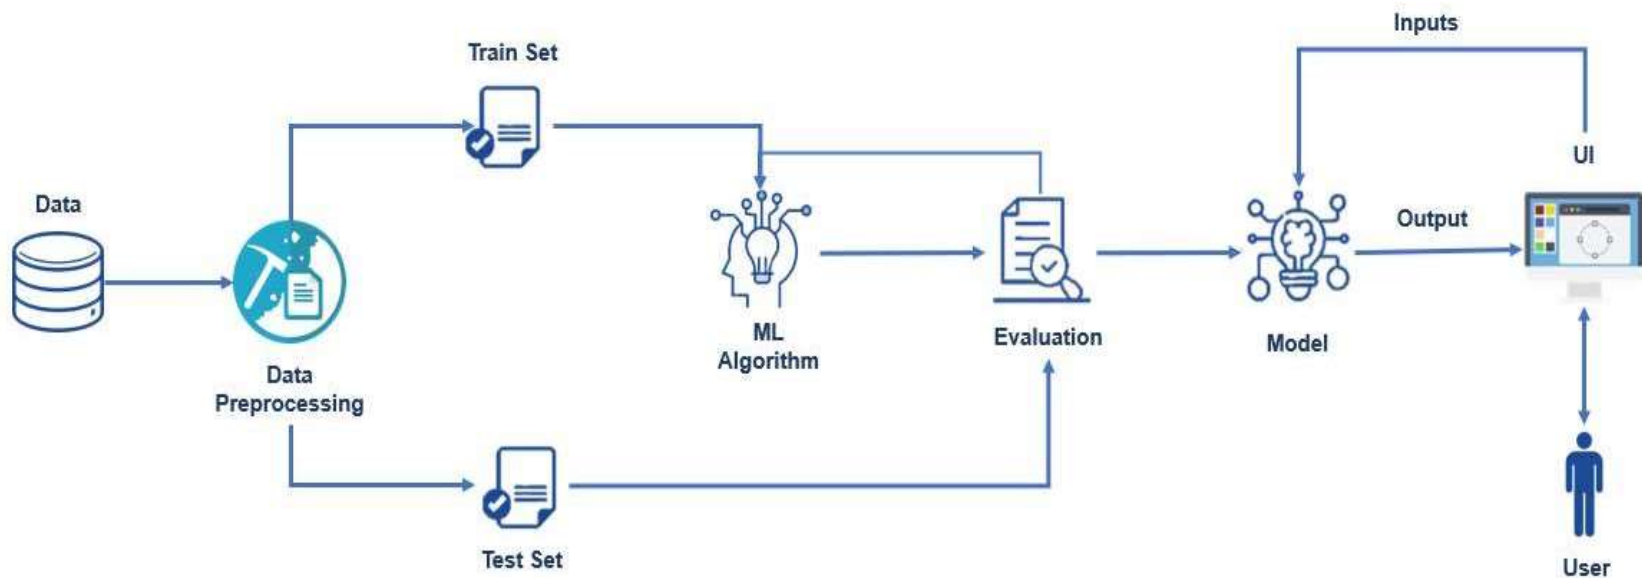 Inputs
Train Set
UI
Data
Output
ML
Algorithm
Evaluation
Model
Data
Preprocessing
Test Set
User